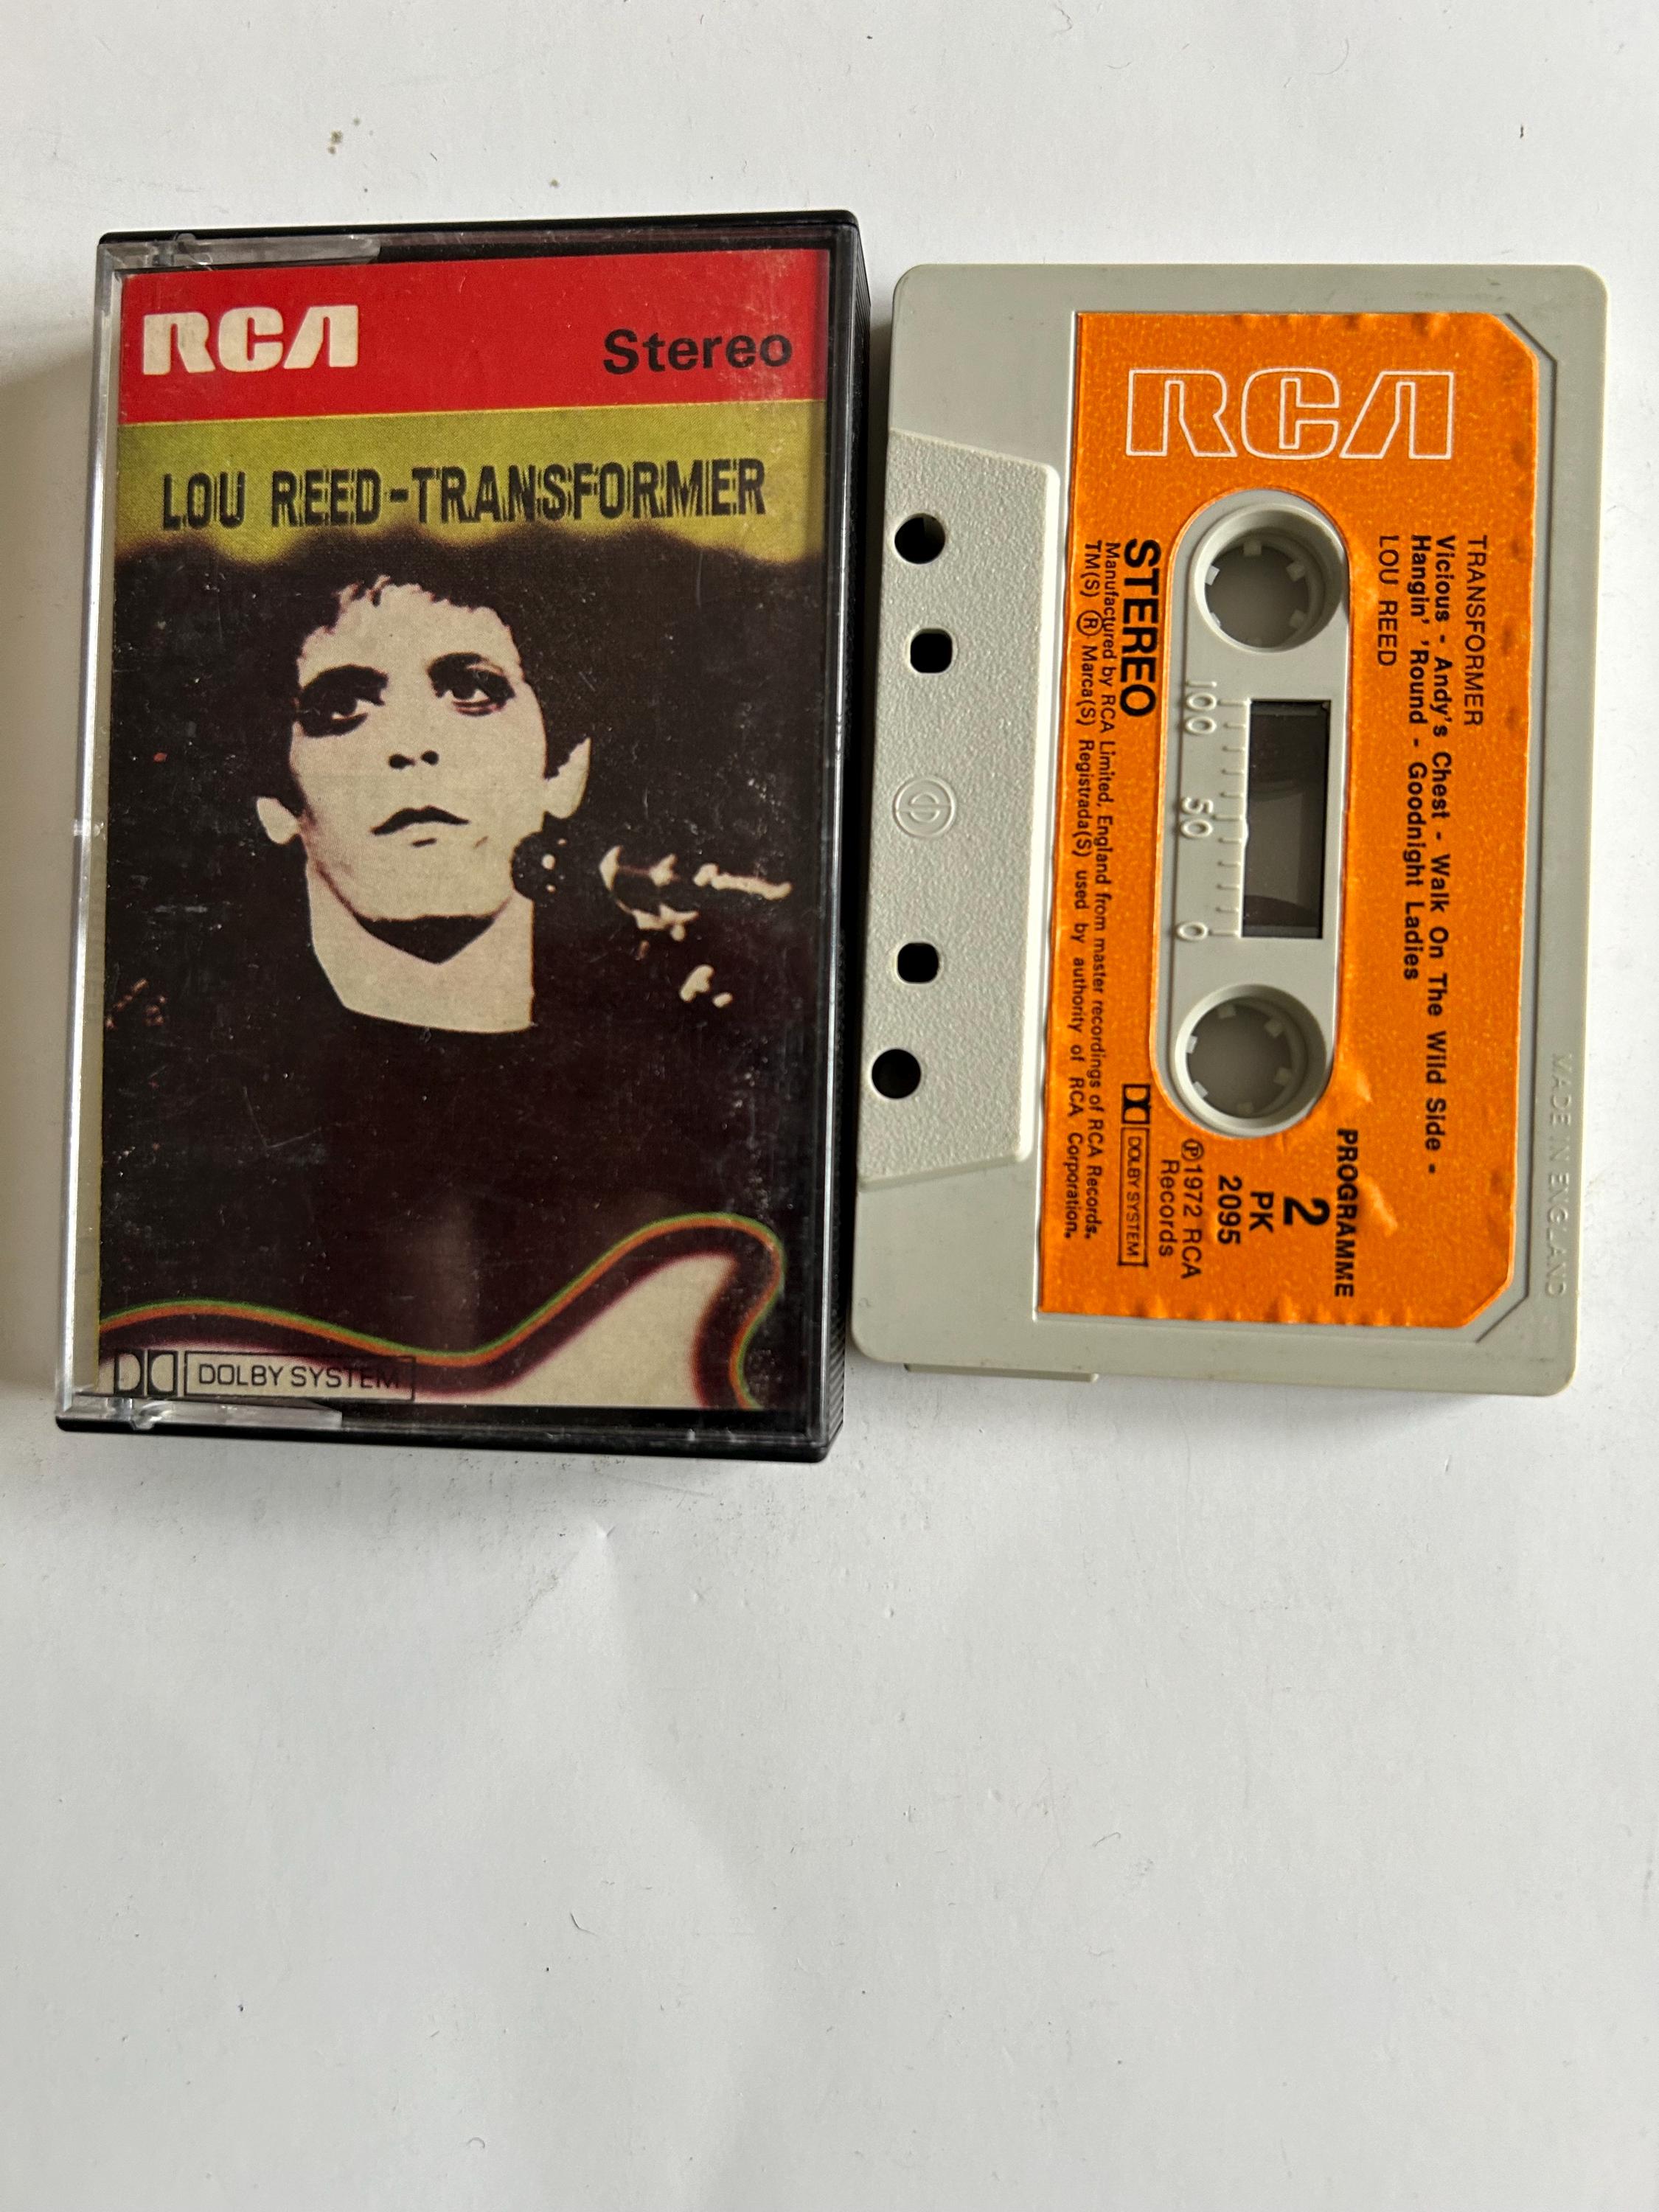 RCA
Stereo
LOU REED-TRANSFORMER
DOLBY SYSTEM
RCA
TRANSFORMER
Vicious - Andy's Chest - Walk On The Wild Side -
Hangin' 'Round - Goodnight Ladies
LOU REED
PROGRAMME
2
PK
2095
℗1972 RCA
Records
100 50 0
STEREO
DOLBY SYSTEM
Manufactured by RCA Limited, England from master recordings of RCA Records.
TM(S) ® Marca(S) Registrada(S) used by authority of RCA Corporation.
MADE IN ENGLAND